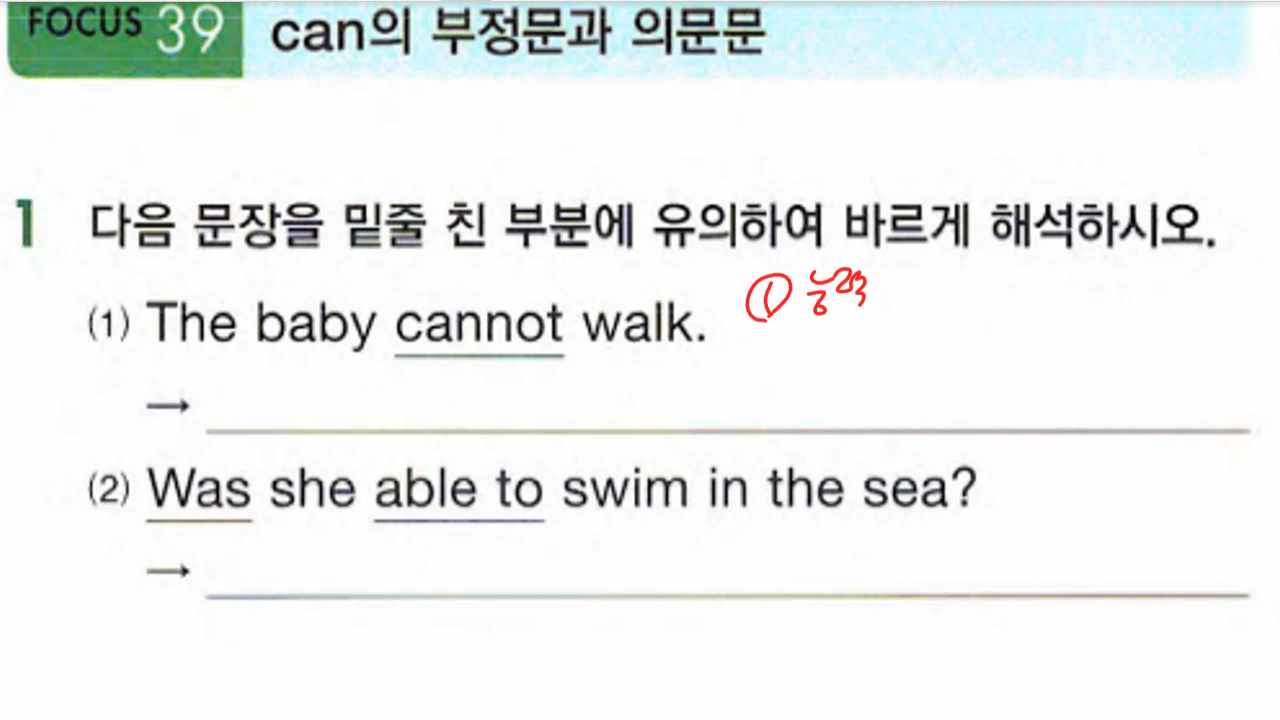 FOCUS 39 can의 부정문과 의문문
1 다음 문장을 밑줄 친 부분에 유의하여 바르게 해석하시오.
① 능력
(1) The baby cannot walk.
→
(2) Was she able to swim in the sea?
→